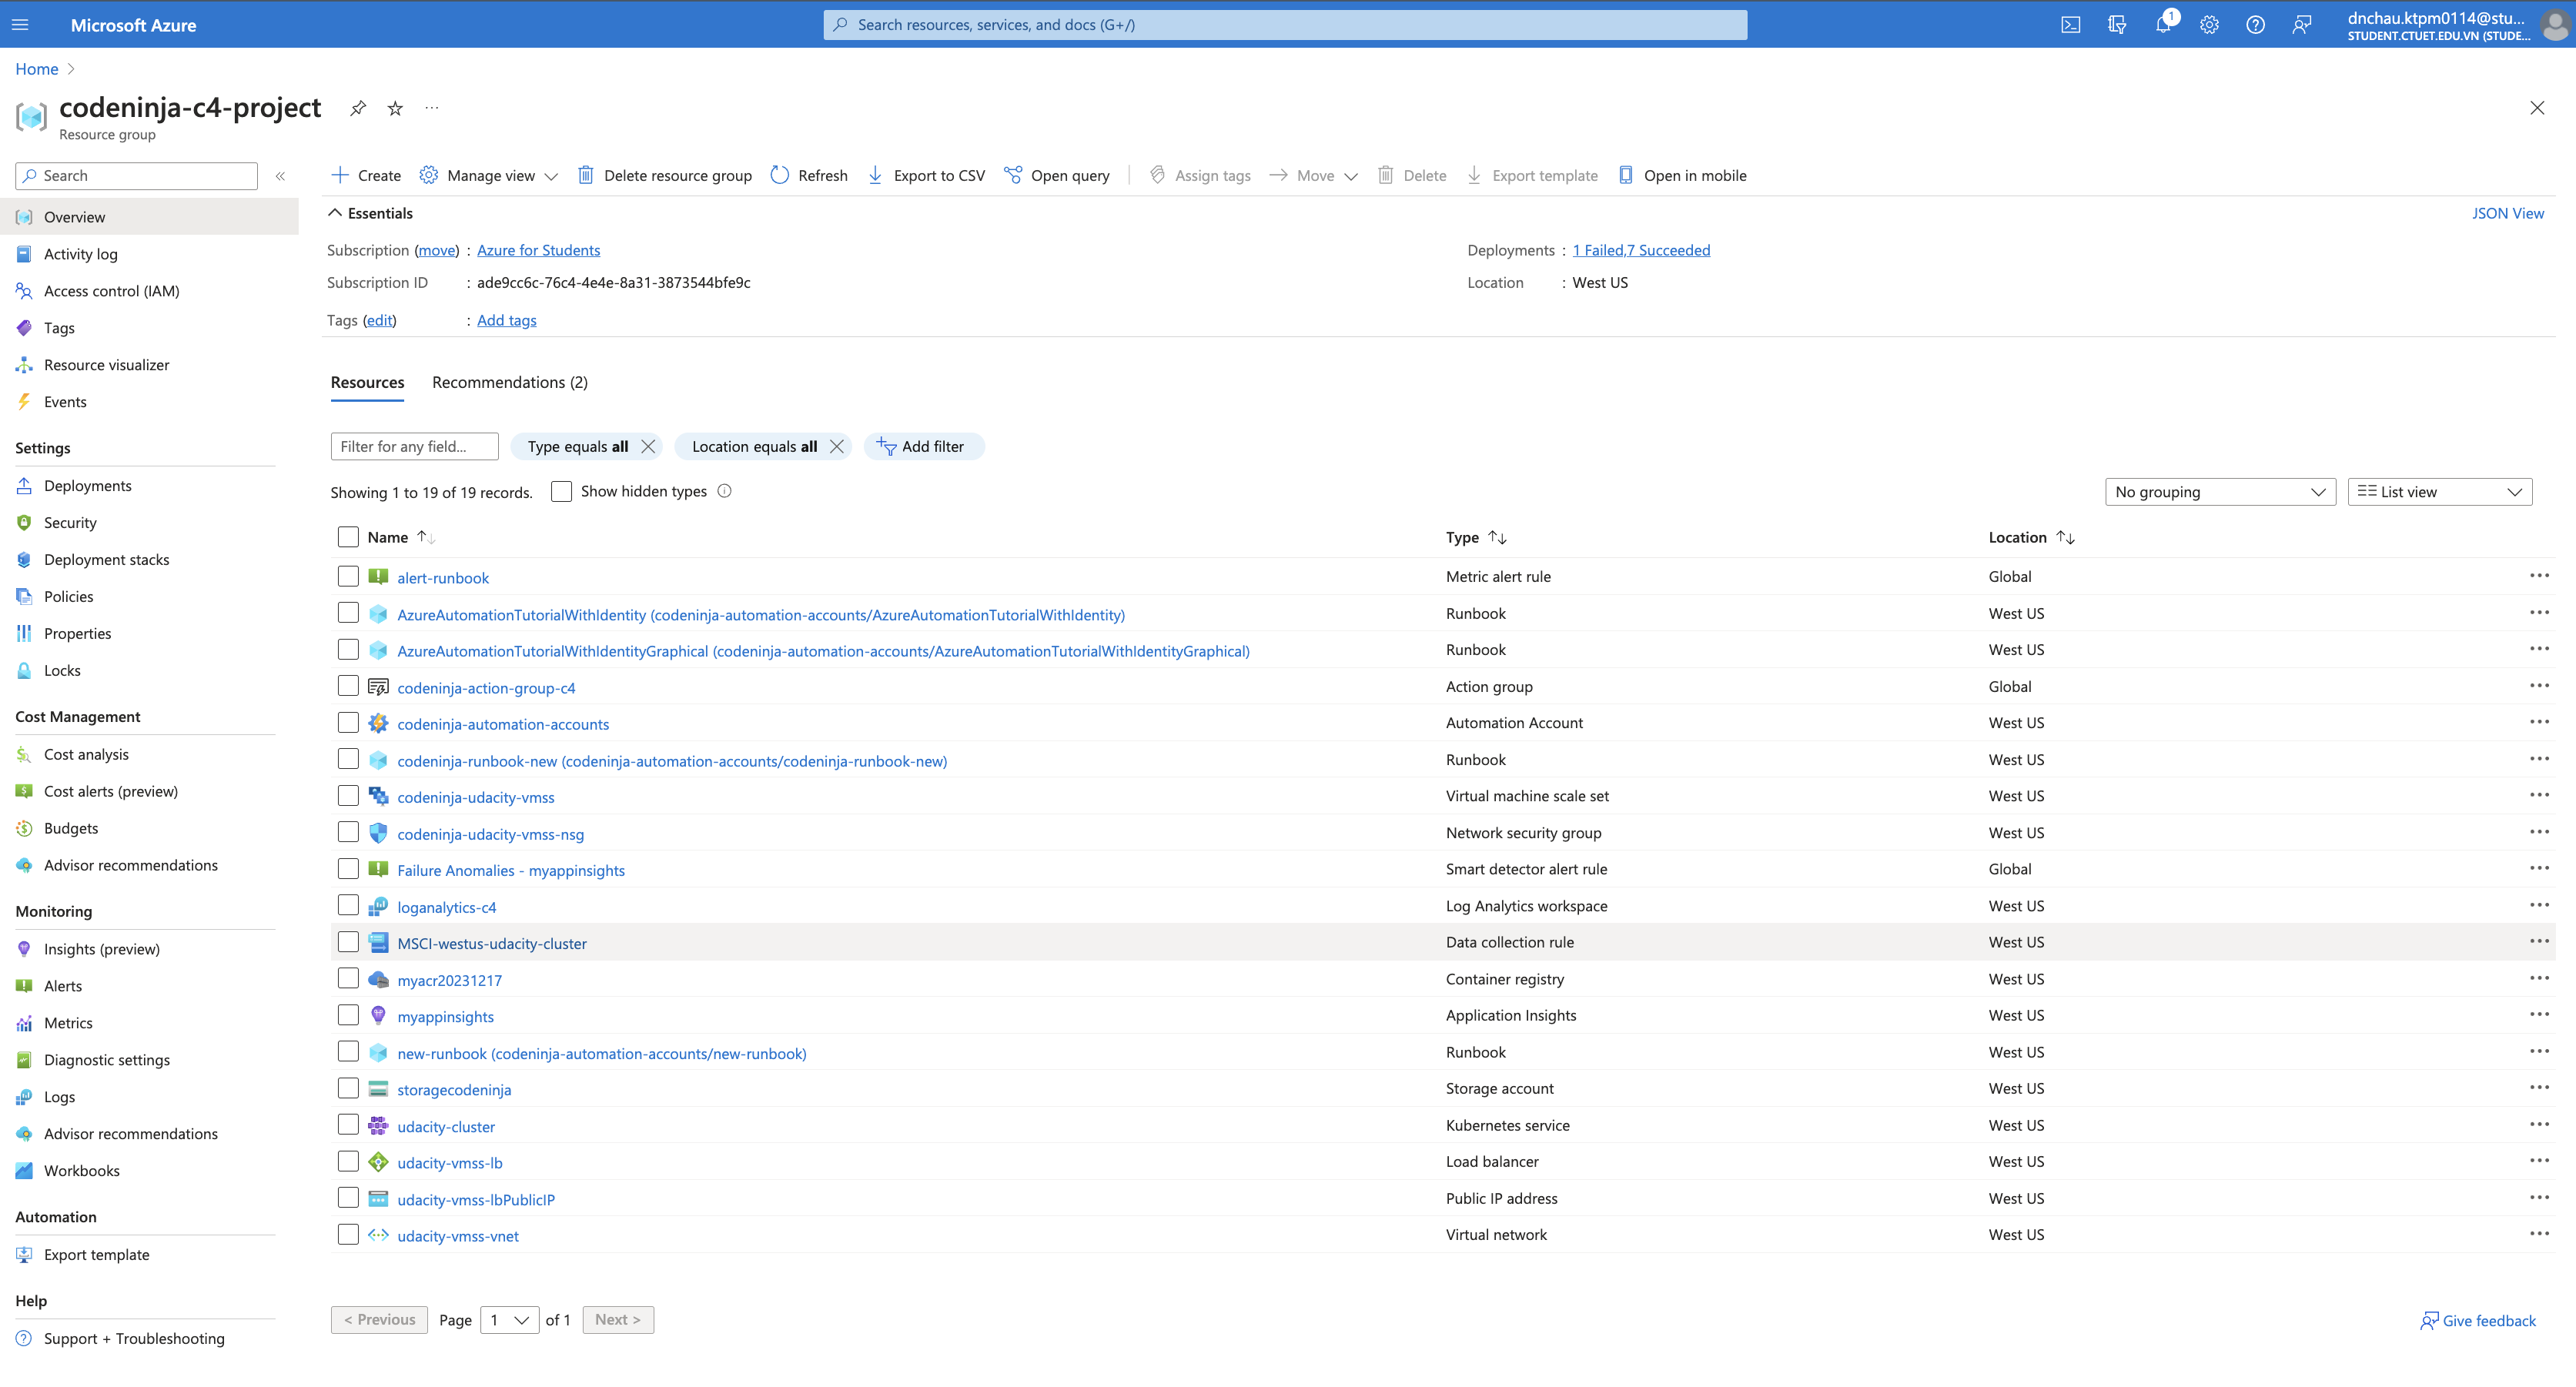 Microsoft Azure
Search resources, services, and docs (G+/)
1
dnchau.ktpm0114@stu...
STUDENT.CTUET.EDU.VN (STUDE...
Home
codeninja-c4-project
Resource group
Search
Create
Manage view
Delete resource group
Refresh
Export to CSV
Open query
Assign tags
Move
Delete
Export template
Open in mobile
Overview
Activity log
Access control (IAM)
Tags
Resource visualizer
Events
Settings
Deployments
Security
Deployment stacks
Policies
Properties
Locks
Cost Management
Cost analysis
Cost alerts (preview)
Budgets
Advisor recommendations
Monitoring
Insights (preview)
Alerts
Metrics
Diagnostic settings
Logs
Advisor recommendations
Workbooks
Automation
Export template
Help
Support + Troubleshooting
Essentials
JSON View
Subscription (move) : Azure for Students
Deployments : 1 Failed,7 Succeeded
Subscription ID : ade9cc6c-76c4-4e4e-8a31-3873544bfe9c
Location : West US
Tags (edit) : Add tags
Resources Recommendations (2)
Filter for any field... Type equals all Location equals all Add filter
Showing 1 to 19 of 19 records. Show hidden types
No grouping List view
Name Type Location
alert-runbook Metric alert rule Global
AzureAutomationTutorialWithIdentity (codeninja-automation-accounts/AzureAutomationTutorialWithIdentity) Runbook West US
AzureAutomationTutorialWithIdentityGraphical (codeninja-automation-accounts/AzureAutomationTutorialWithIdentityGraphical) Runbook West US
codeninja-action-group-c4 Action group Global
codeninja-automation-accounts Automation Account West US
codeninja-runbook-new (codeninja-automation-accounts/codeninja-runbook-new) Runbook West US
codeninja-udacity-vmss Virtual machine scale set West US
codeninja-udacity-vmss-nsg Network security group West US
Failure Anomalies - myappinsights Smart detector alert rule Global
loganalytics-c4 Log Analytics workspace West US
MSCI-westus-udacity-cluster Data collection rule West US
myacr20231217 Container registry West US
myappinsights Application Insights West US
new-runbook (codeninja-automation-accounts/new-runbook) Runbook West US
storagecodeninja Storage account West US
udacity-cluster Kubernetes service West US
udacity-vmss-lb Load balancer West US
udacity-vmss-lbPublicIP Public IP address West US
udacity-vmss-vnet Virtual network West US
< Previous Page 1 of 1 Next >
Give feedback